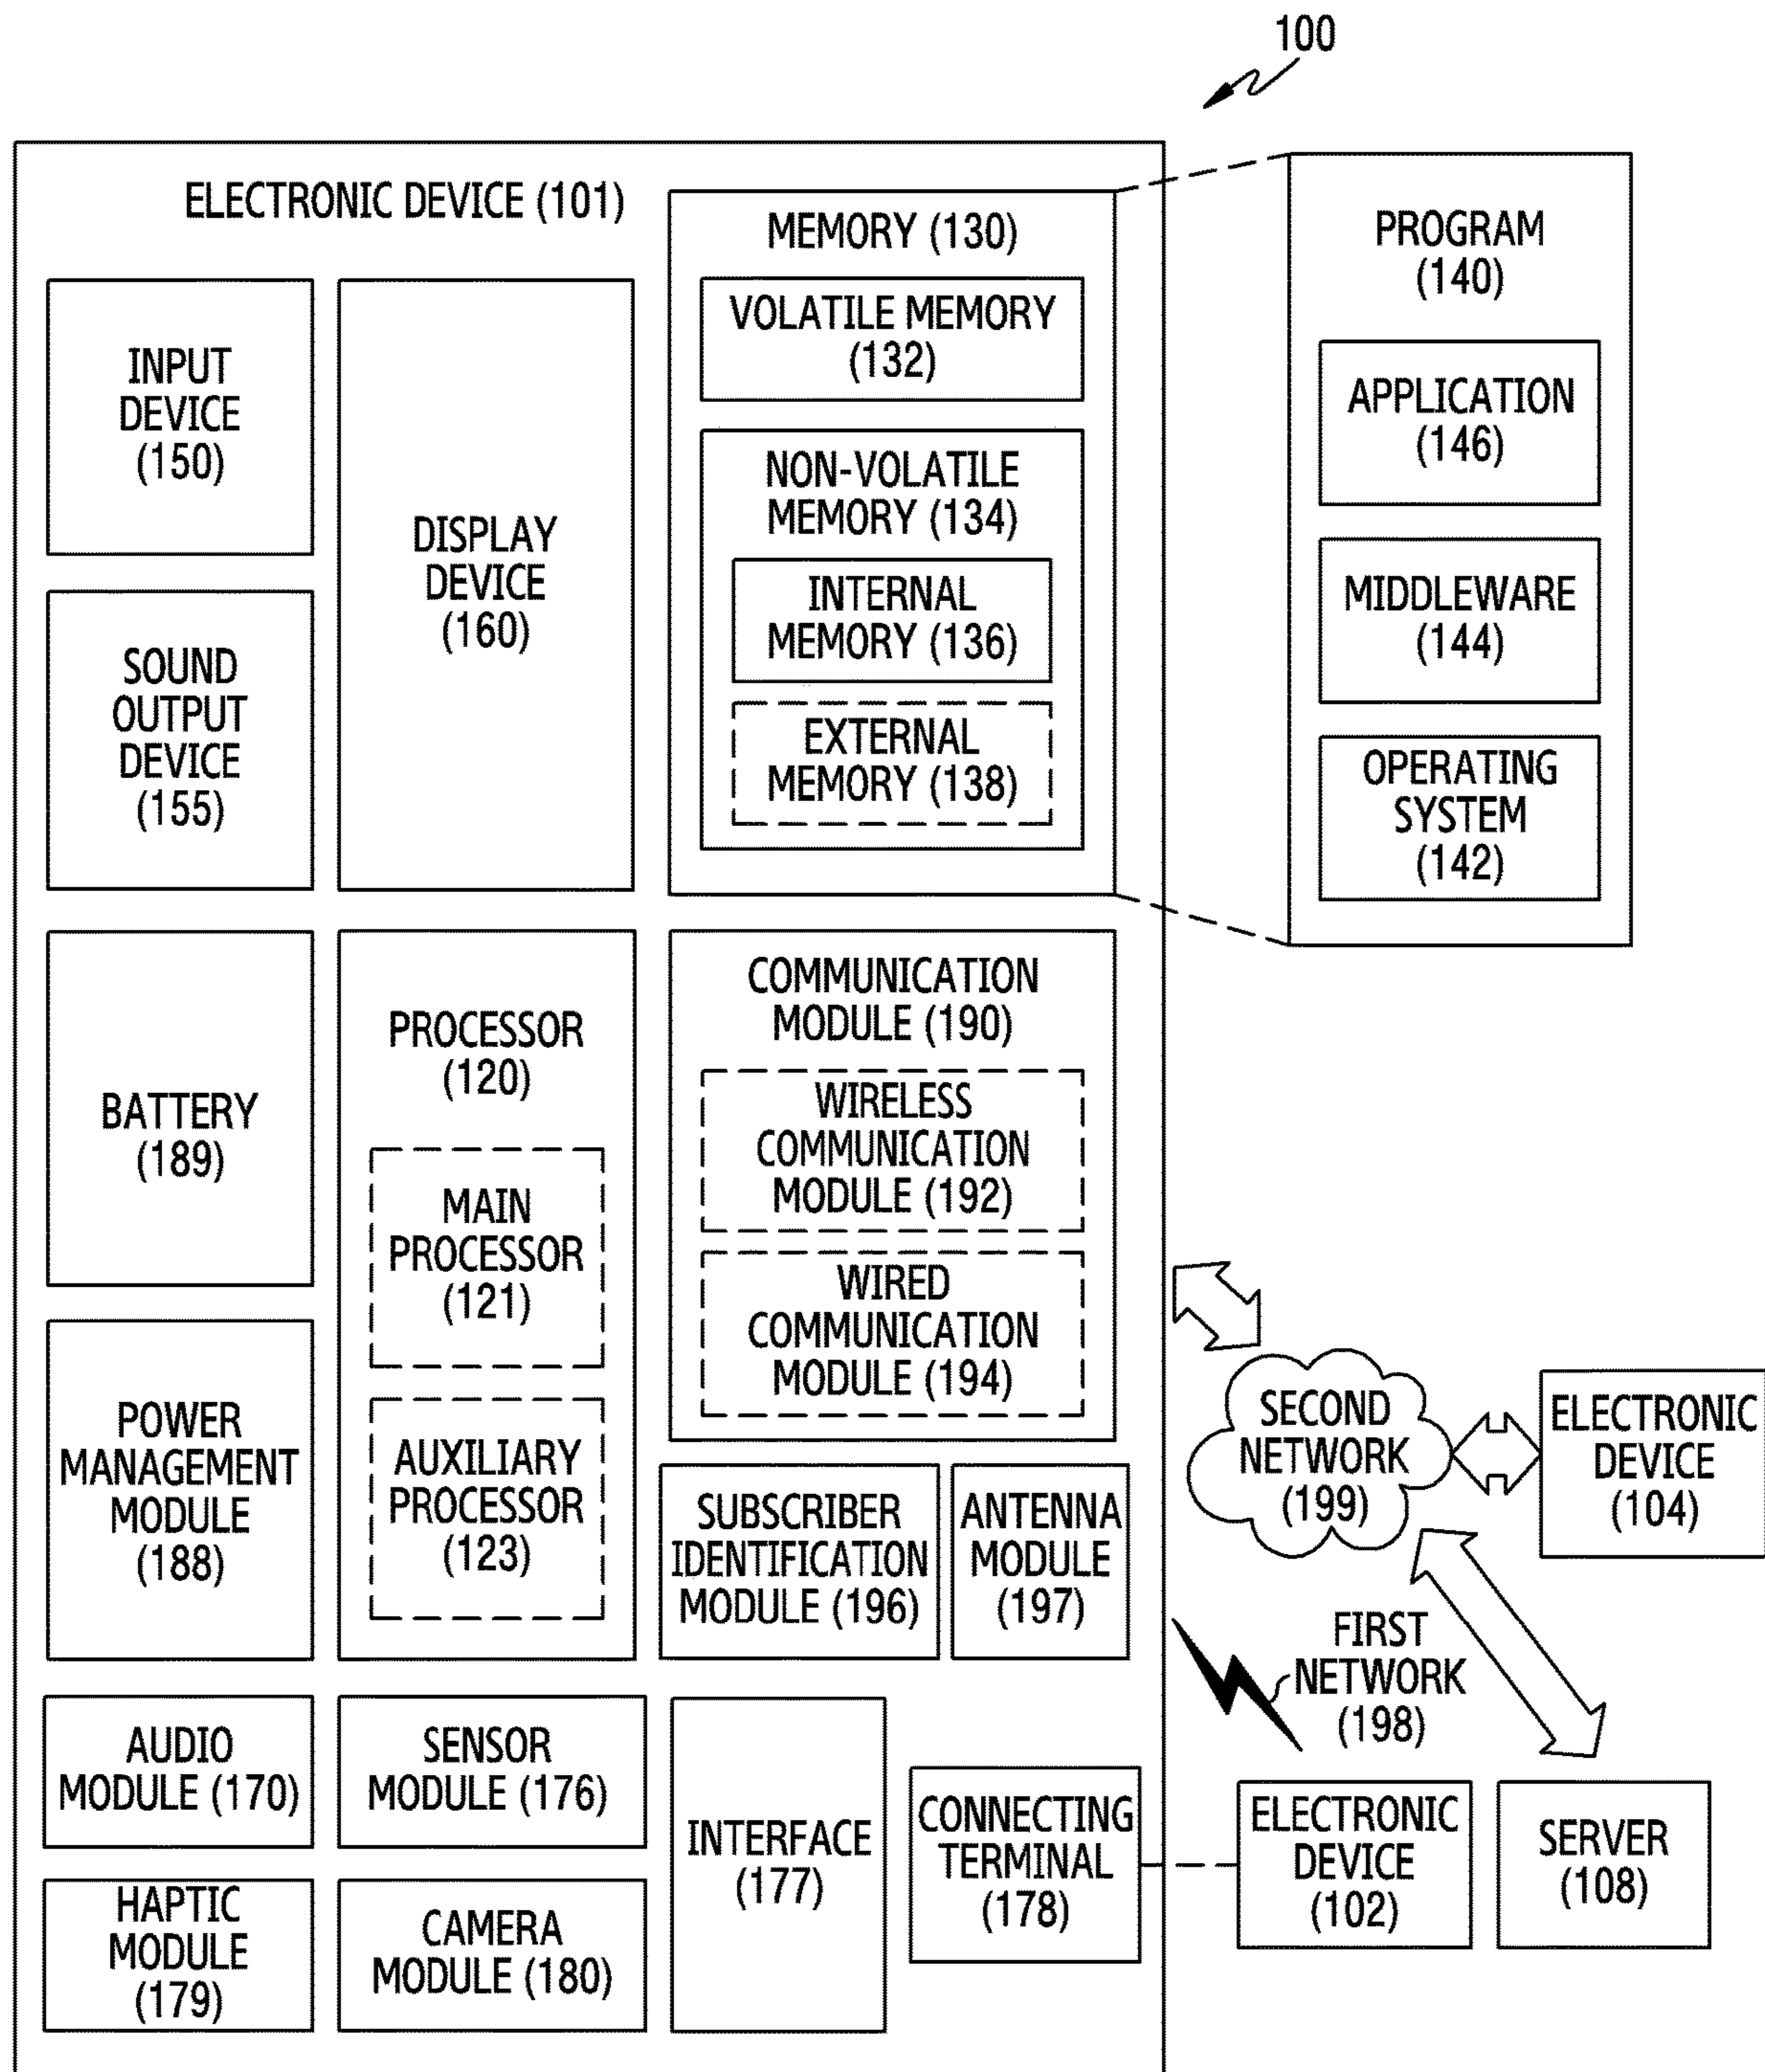 100
ELECTRONIC DEVICE (101)
MEMORY (130)
VOLATILE MEMORY
(132)
NON-VOLATILE
MEMORY (134)
INTERNAL
MEMORY (136)
EXTERNAL
MEMORY (138)
PROGRAM
(140)
APPLICATION
(146)
MIDDLEWARE
(144)
OPERATING
SYSTEM
(142)
INPUT
DEVICE
(150)
DISPLAY
DEVICE
(160)
SOUND
OUTPUT
DEVICE
(155)
BATTERY
(189)
PROCESSOR
(120)
MAIN
PROCESSOR
(121)
AUXILIARY
PROCESSOR
(123)
COMMUNICATION
MODULE (190)
WIRELESS
COMMUNICATION
MODULE (192)
WIRED
COMMUNICATION
MODULE (194)
POWER
MANAGEMENT
MODULE
(188)
SUBSCRIBER
IDENTIFICATION
MODULE (196)
ANTENNA
MODULE
(197)
SECOND
NETWORK
(199)
ELECTRONIC
DEVICE
(104)
FIRST
NETWORK
(198)
AUDIO
MODULE (170)
SENSOR
MODULE (176)
INTERFACE
(177)
CONNECTING
TERMINAL
(178)
ELECTRONIC
DEVICE
(102)
SERVER
(108)
HAPTIC
MODULE
(179)
CAMERA
MODULE (180)